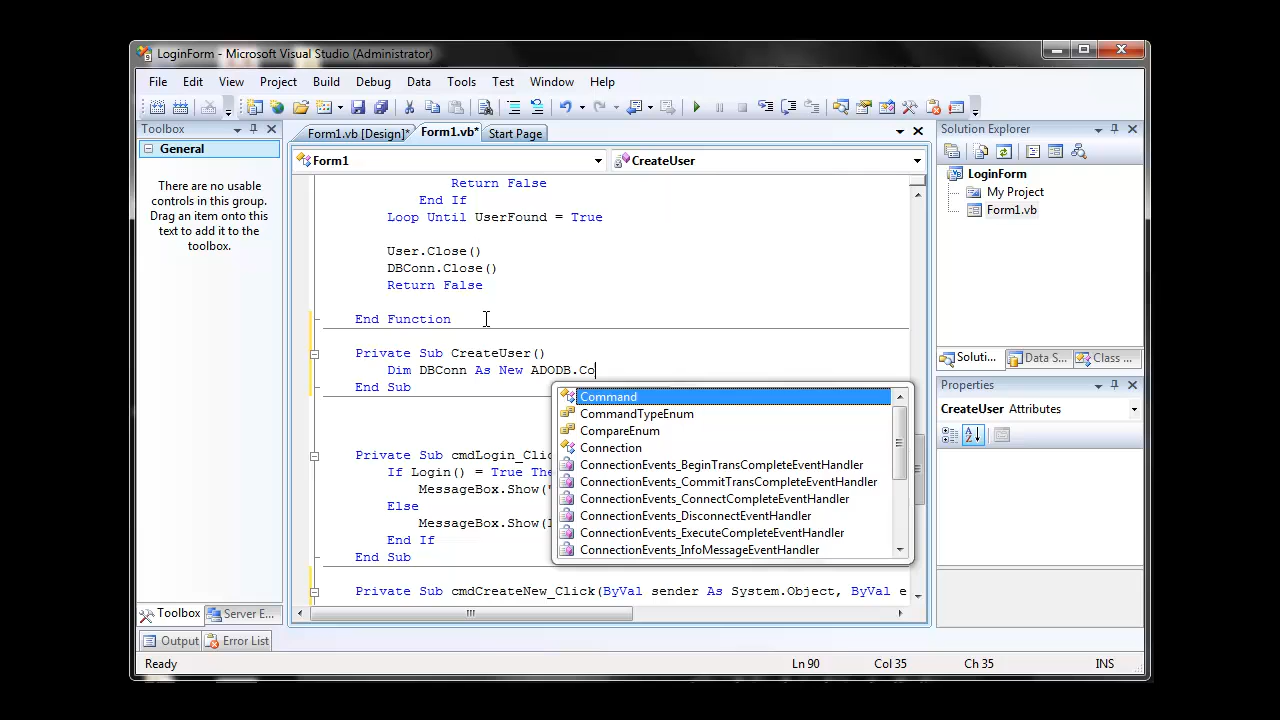 LoginForm - Microsoft Visual Studio (Administrator)
File Edit View Project Build Debug Data Tools Test Window Help
Toolbox
General
There are no usable
controls in this group.
Drag an item onto this
text to add it to the
toolbox.
Toolbox Server E...
Form1.vb [Design]* Form1.vb* Start Page
Form1 CreateUser
Return False
End If
Loop Until UserFound = True
User.Close()
DBConn.Close()
Return False
End Function
Private Sub CreateUser()
Dim DBConn As New ADODB.Co
End Sub
Command
CommandTypeEnum
CompareEnum
Connection
ConnectionEvents_BeginTransCompleteEventHandler
ConnectionEvents_CommitTransCompleteEventHandler
ConnectionEvents_ConnectCompleteEventHandler
ConnectionEvents_DisconnectEventHandler
ConnectionEvents_ExecuteCompleteEventHandler
ConnectionEvents_InfoMessageEventHandler
Private Sub cmdLogin_Clic
If Login() = True The
MessageBox.Show("
Else
MessageBox.Show(
End If
End Sub
Private Sub cmdCreateNew_Click(ByVal sender As System.Object, ByVal e
Solution Explorer
LoginForm
My Project
Form1.vb
Soluti... Data S... Class ...
Properties
CreateUser Attributes
Output Error List
Ready Ln 90 Col 35 Ch 35 INS